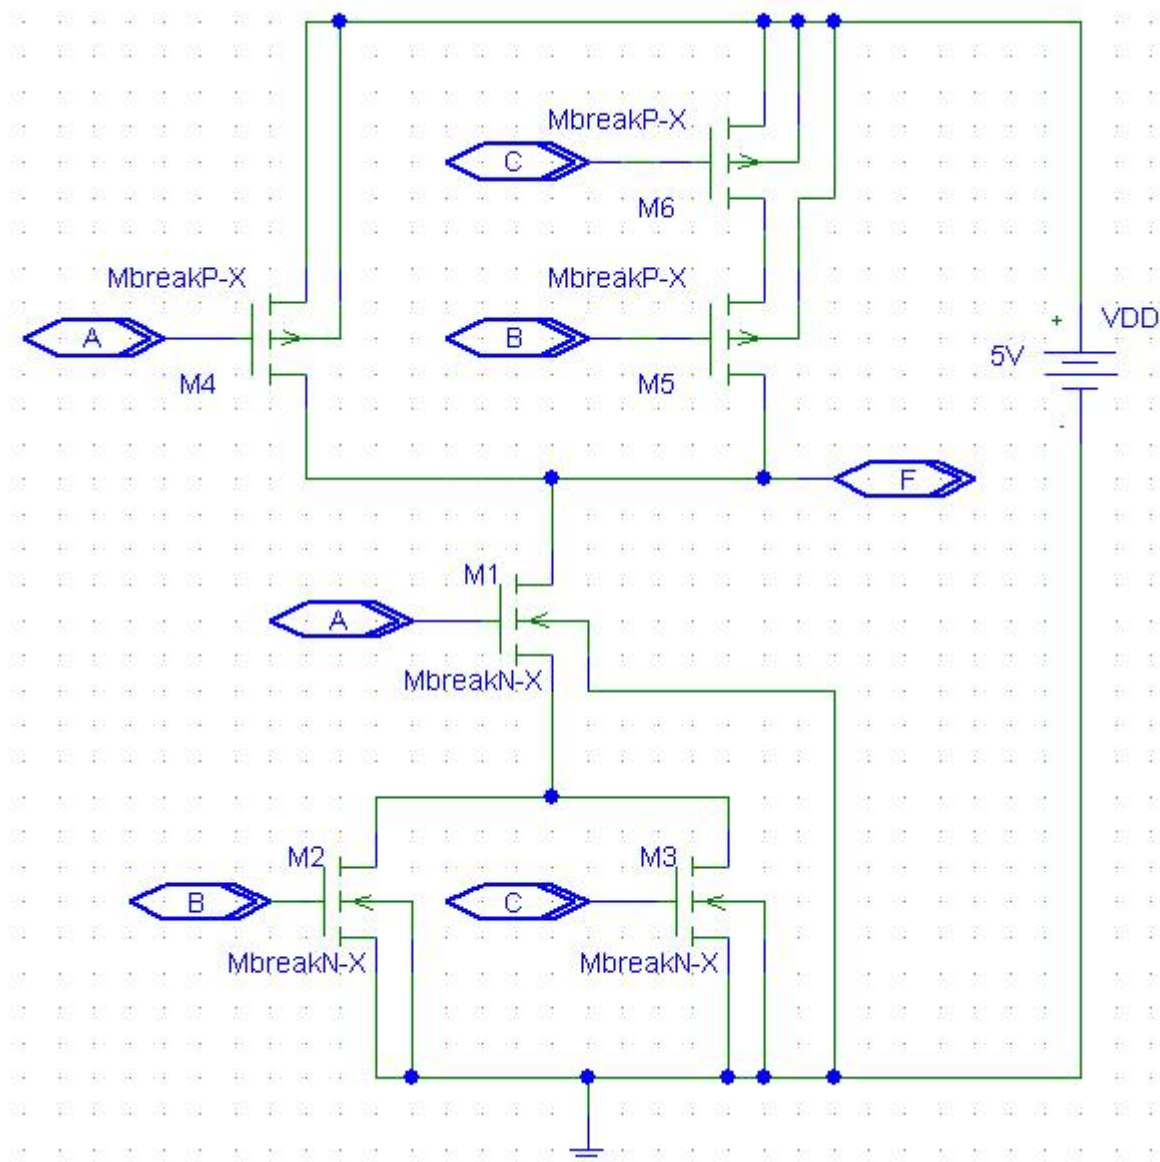 MbreakP-X
C
M6
MbreakP-X
MbreakP-X
A
B
M4
M5
+
VDD
5V
-
F
M1
A
MbreakN-X
M2
M3
B
C
MbreakN-X
MbreakN-X